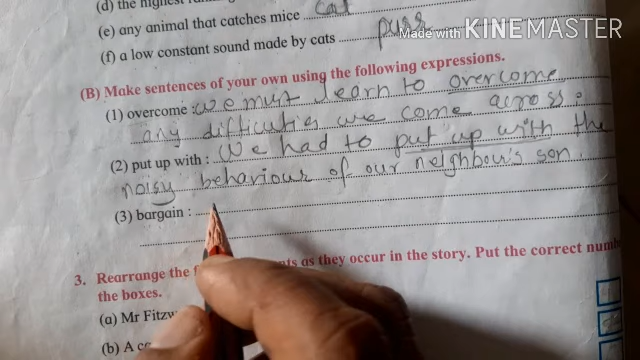 (d) the highest
(e) any animal that catches mice cat
(f) a low constant sound made by cats purr
Made with KINEMASTER
(B) Make sentences of your own using the following expressions.
(1) overcome : we must learn to overcome
any difficulties we come across.
(2) put up with : We had to put up with the
noisy behaviour of our neighbour's son.
(3) bargain :
3. Rearrange the as they occur in the story. Put the correct
the boxes.
(a) Mr
(b) A